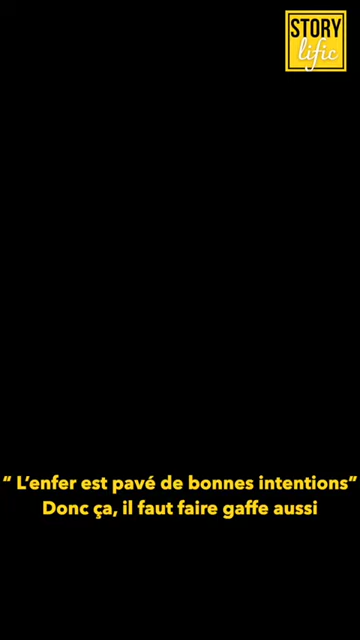 STORY
lific
“ L’enfer est pavé de bonnes intentions”
Donc ça, il faut faire gaffe aussi